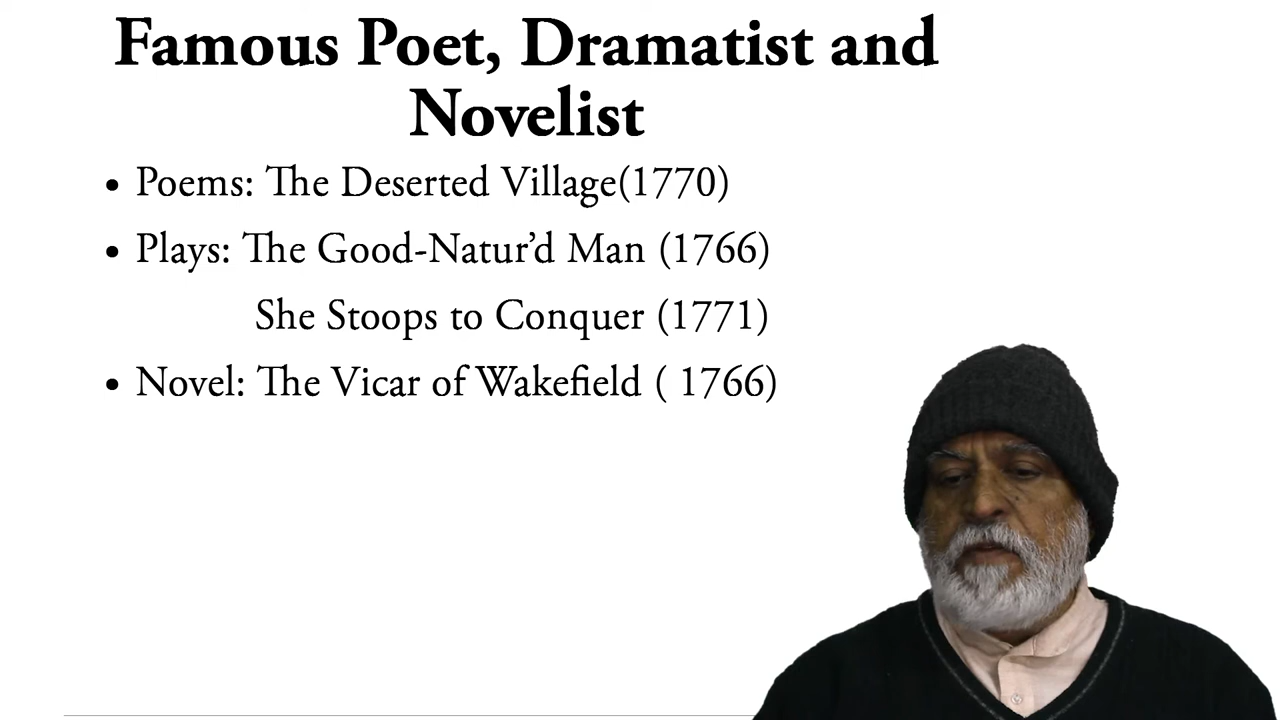 Famous Poet, Dramatist and
Novelist
• Poems: The Deserted Village(1770)
• Plays: The Good-Natur’d Man (1766)
She Stoops to Conquer (1771)
• Novel: The Vicar of Wakefield ( 1766)